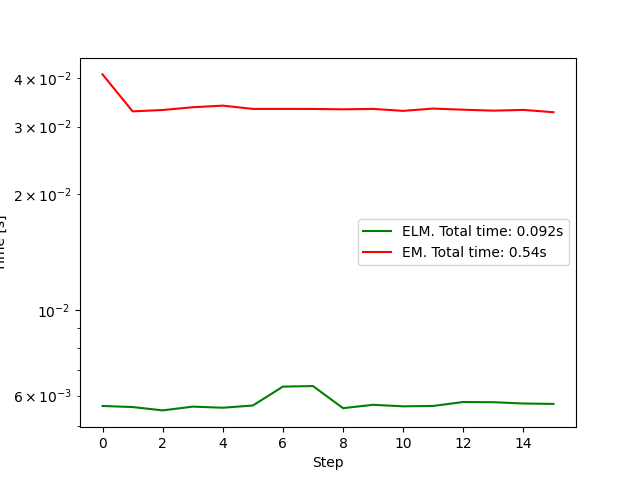 4 × 10⁻²
3 × 10⁻²
2 × 10⁻²
10⁻²
6 × 10⁻³
Time [s]
ELM. Total time: 0.092s
EM. Total time: 0.54s
0 2 4 6 8 10 12 14
Step